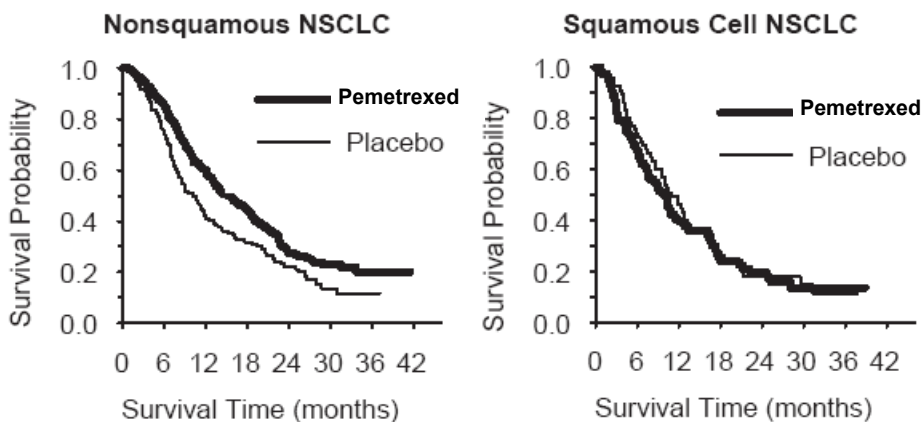 Nonsquamous NSCLC
Survival Probability
1.0
0.8
0.6
0.4
0.2
0.0
Pemetrexed
Placebo
0 6 12 18 24 30 36 42
Survival Time (months)
Squamous Cell NSCLC
Survival Probability
1.0
0.8
0.6
0.4
0.2
0.0
Pemetrexed
Placebo
0 6 12 18 24 30 36 42
Survival Time (months)